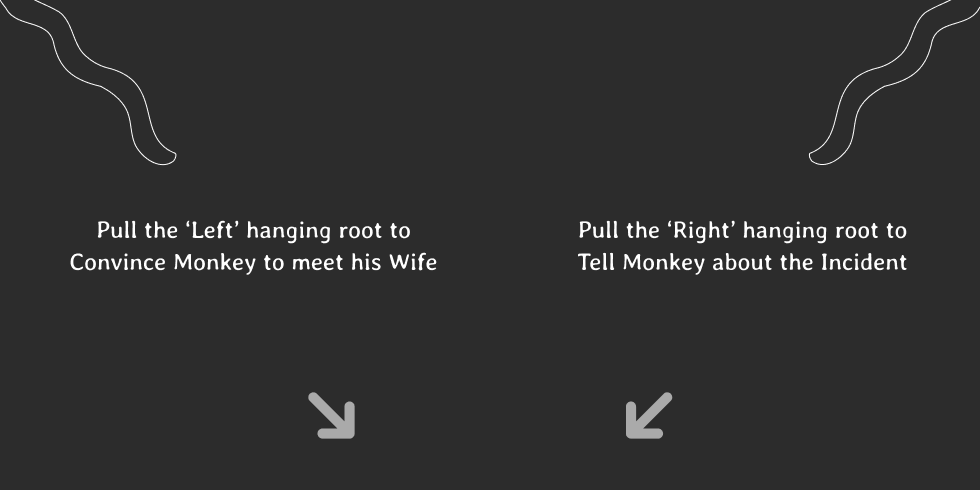 Pull the ‘Left’ hanging root to
Convince Monkey to meet his Wife
Pull the ‘Right’ hanging root to
Tell Monkey about the Incident